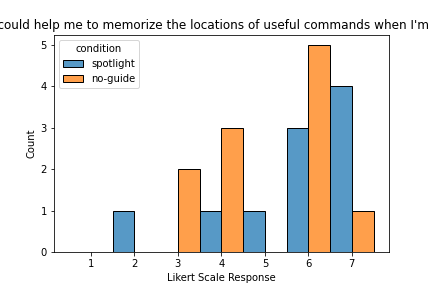 could help me to memorize the locations of useful commands when I'm
condition
spotlight
no-guide
5
4
3
2
1
0
Count
1 2 3 4 5 6 7
Likert Scale Response